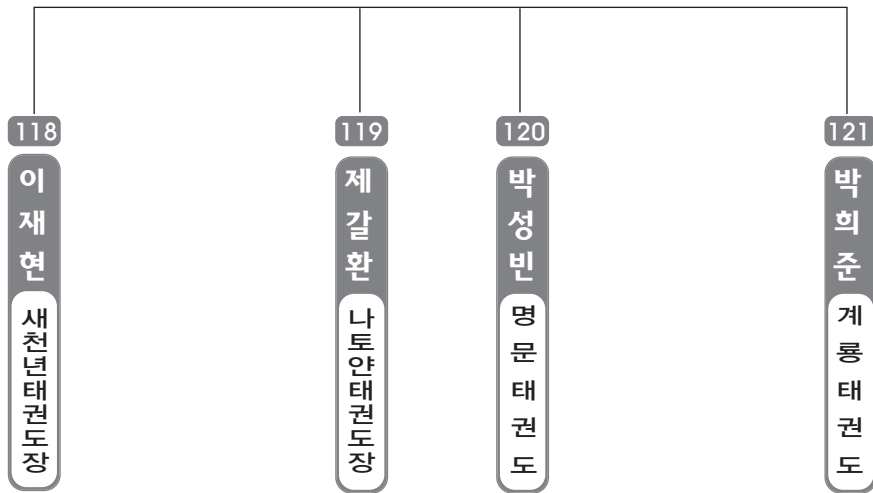 118
이재현
새천년태권도장
119
제갈환
나토얀태권도장
120
박성빈
명문태권도
121
박희준
계룡태권도